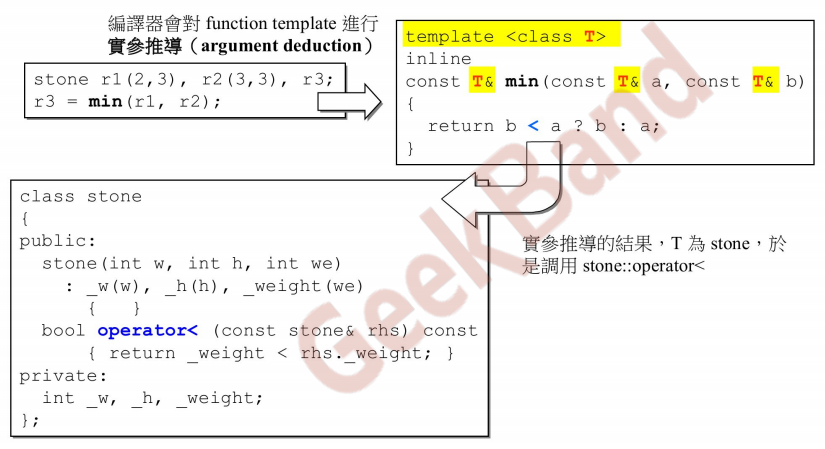 編譯器會對 function template 進行
實參推導（argument deduction）
stone r1(2,3), r2(3,3), r3;
r3 = min(r1, r2);
template <class T>
inline
const T& min(const T& a, const T& b)
{
  return b < a ? b : a;
}
class stone
{
public:
  stone(int w, int h, int we)
    : _w(w), _h(h), _weight(we)
      {   }
  bool operator< (const stone& rhs) const
      { return _weight < rhs._weight; }
private:
  int _w, _h, _weight;
};
實參推導的結果，T 為 stone，於
是調用 stone::operator<
GeekBand